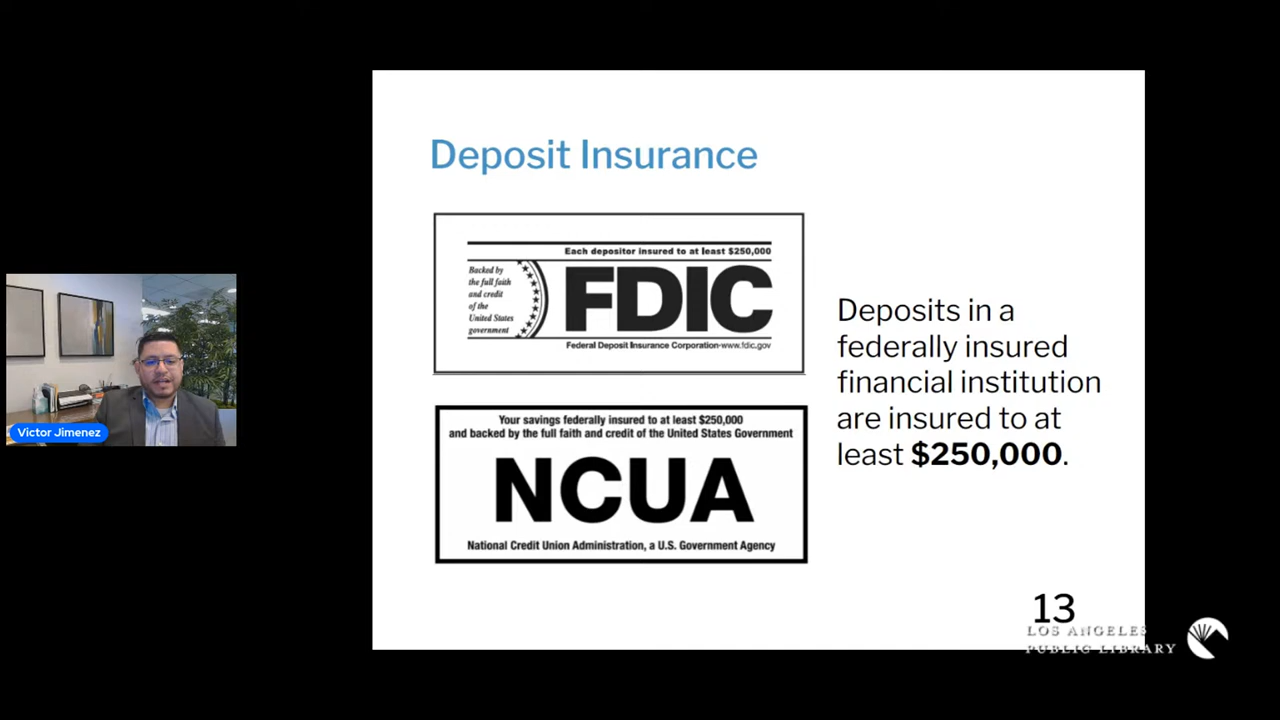 Deposit Insurance
Each depositor insured to at least $250,000
Backed by
the full faith
and credit
of the
United States
government
FDIC
Federal Deposit Insurance Corporation-www.fdic.gov
Your savings federally insured to at least $250,000
and backed by the full faith and credit of the United States Government
NCUA
National Credit Union Administration, a U.S. Government Agency
Deposits in a
federally insured
financial institution
are insured to at
least $250,000.
Victor Jimenez
13
LOS ANGELES
PUBLIC LIBRARY